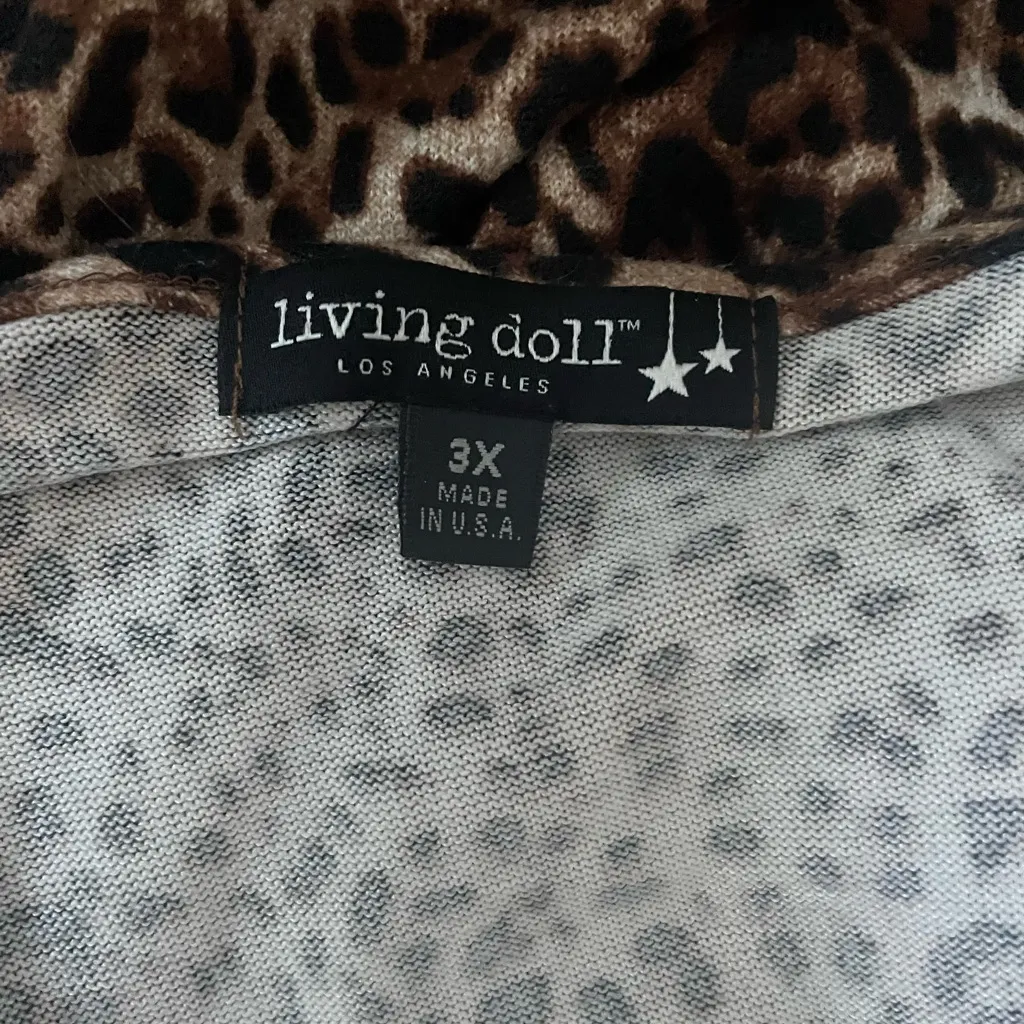 living doll™
LOS ANGELES
3X
MADE
IN U.S.A.